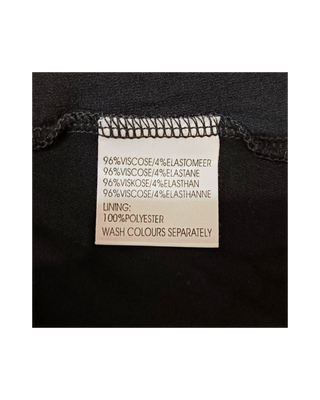 96%VISCOSE/4%ELASTOMEER
96%VISCOSE/4%ELASTANE
96%VISKOSE/4%ELASTHAN
96%VISCOSE/4%ELASTHANNE
LINING:
100%POLYESTER
WASH COLOURS SEPARATELY